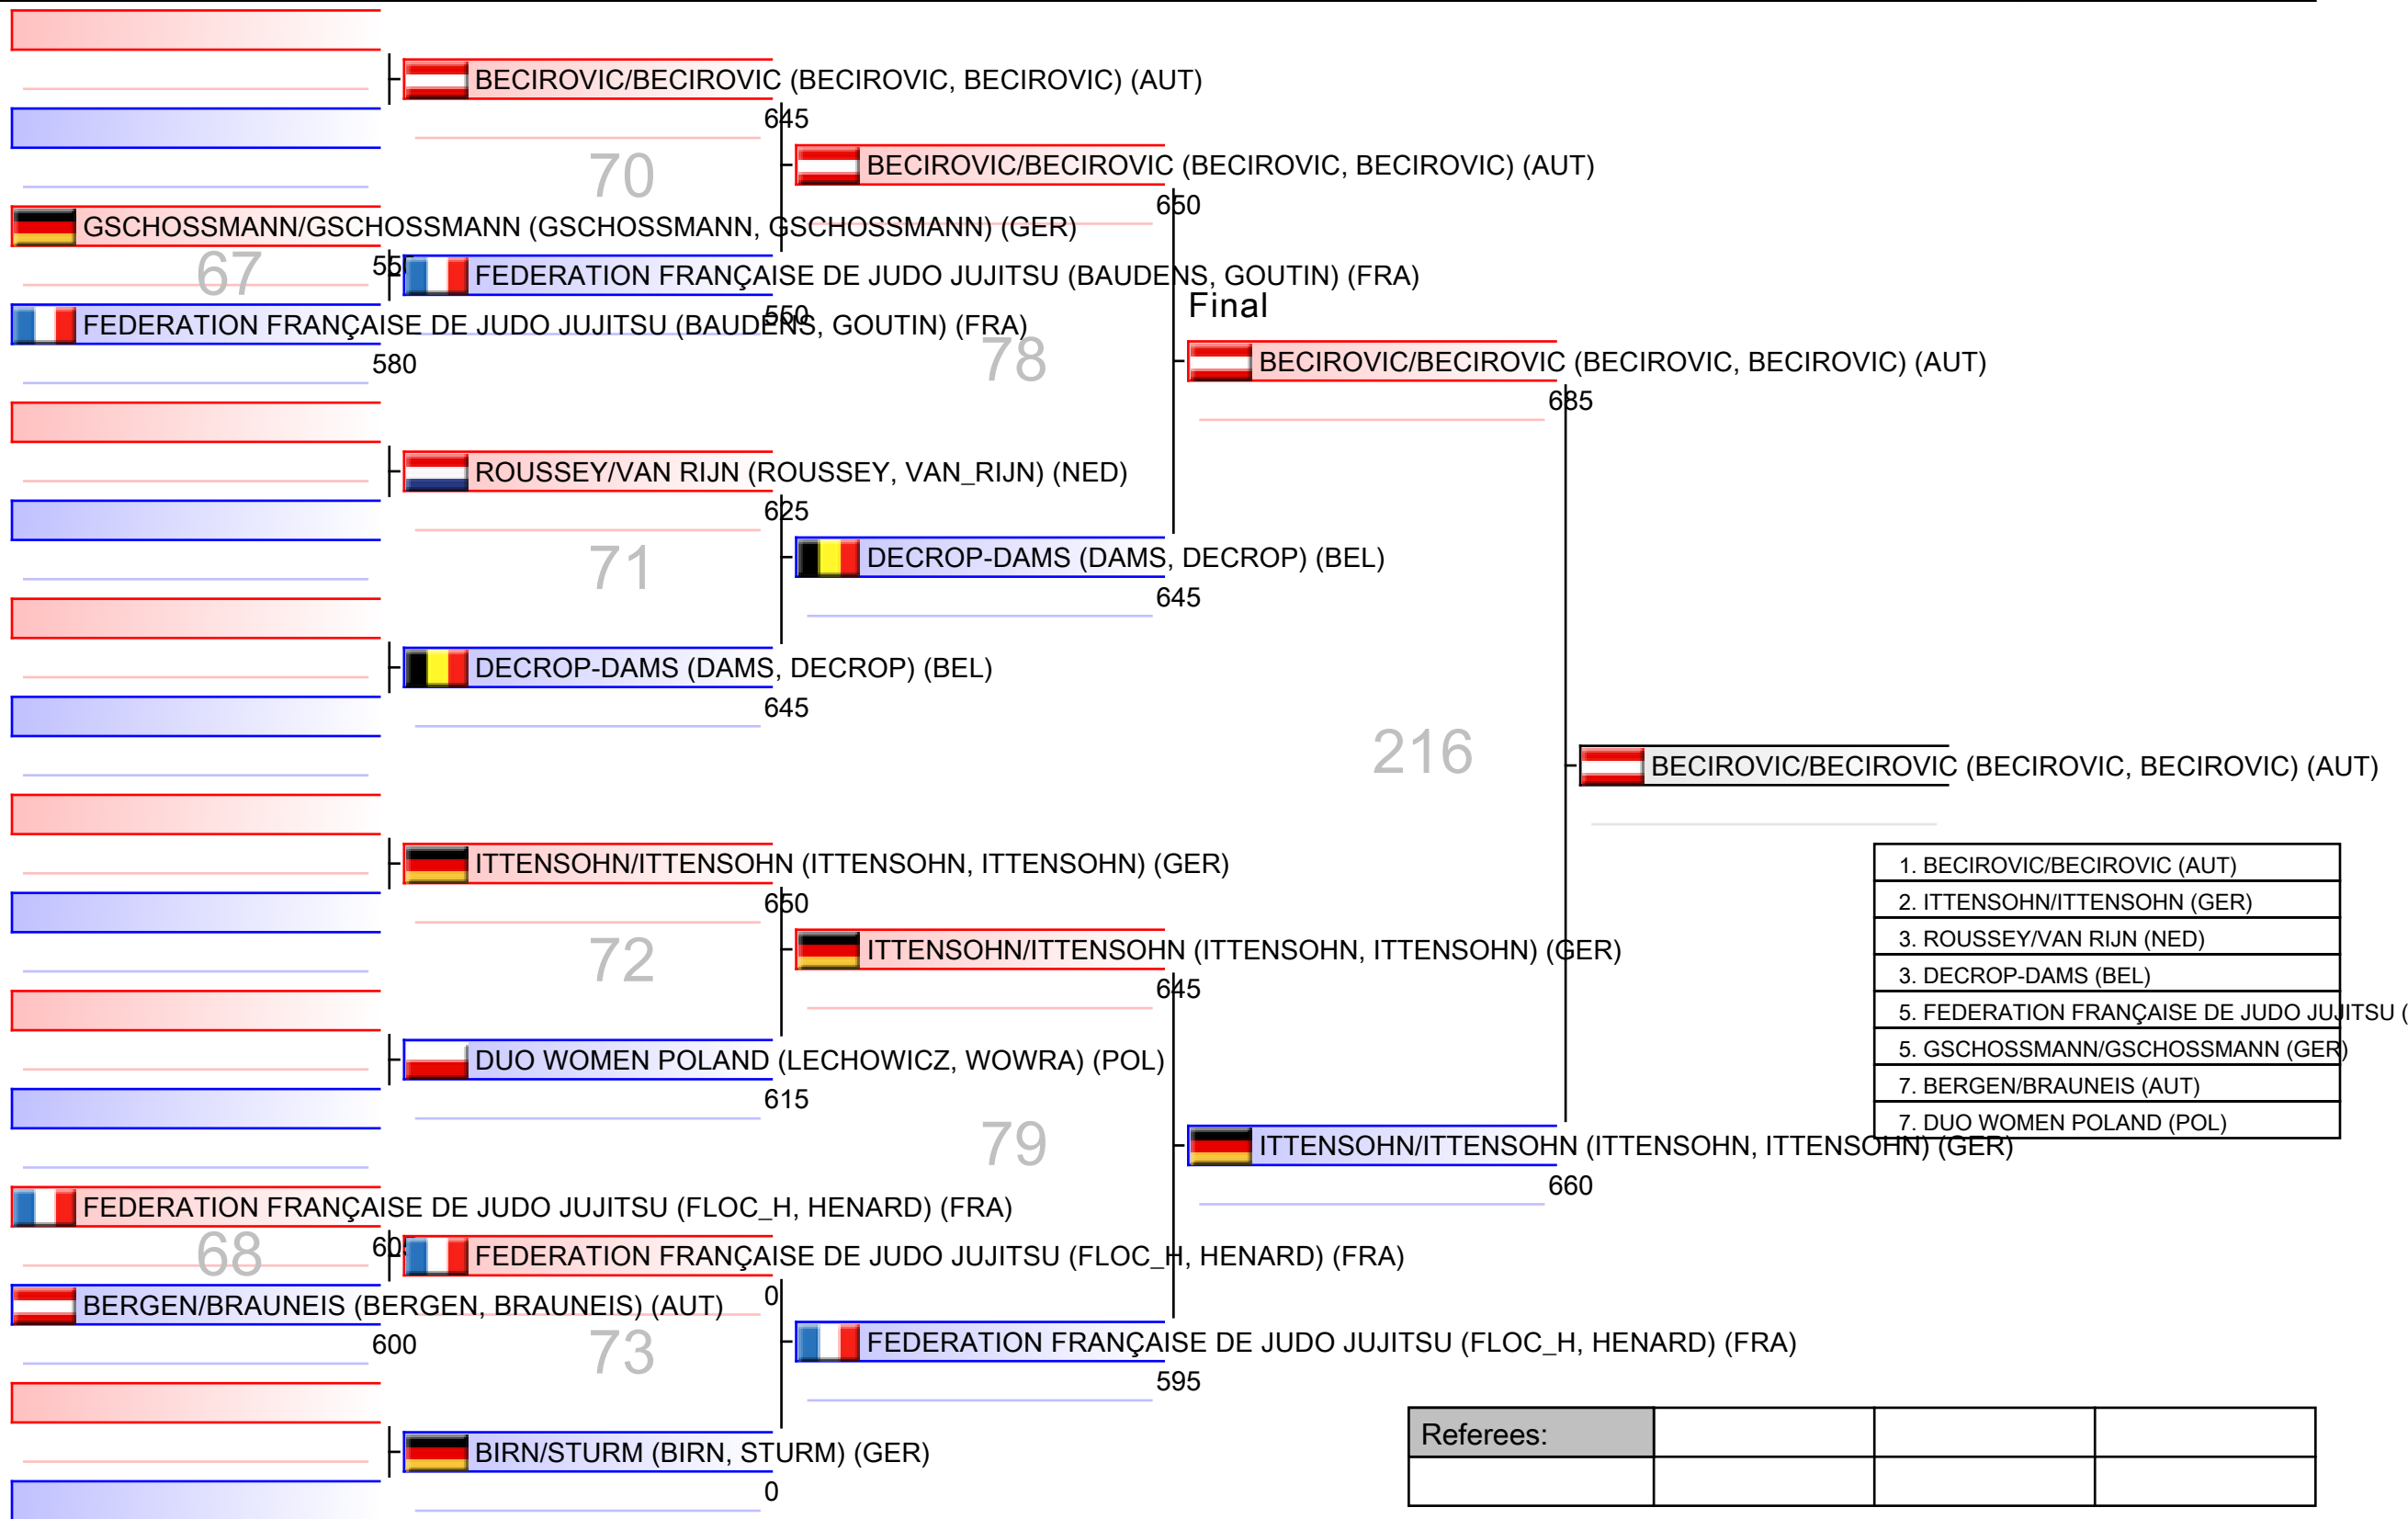 BECIROVIC/BECIROVIC (BECIROVIC, BECIROVIC) (AUT)
645
70
BECIROVIC/BECIROVIC (BECIROVIC, BECIROVIC) (AUT)
650
GSCHOSSMANN/GSCHOSSMANN (GSCHOSSMANN, GSCHOSSMANN) (GER)
67
FEDERATION FRANÇAISE DE JUDO JUJITSU (BAUDENS, GOUTIN) (FRA)
550
Final
FEDERATION FRANÇAISE DE JUDO JUJITSU (BAUDENS, GOUTIN) (FRA)
580
78
BECIROVIC/BECIROVIC (BECIROVIC, BECIROVIC) (AUT)
685
ROUSSEY/VAN RIJN (ROUSSEY, VAN_RIJN) (NED)
625
71
DECROP-DAMS (DAMS, DECROP) (BEL)
645
DECROP-DAMS (DAMS, DECROP) (BEL)
645
216
BECIROVIC/BECIROVIC (BECIROVIC, BECIROVIC) (AUT)
ITTENSOHN/ITTENSOHN (ITTENSOHN, ITTENSOHN) (GER)
650
72
ITTENSOHN/ITTENSOHN (ITTENSOHN, ITTENSOHN) (GER)
645
DUO WOMEN POLAND (LECHOWICZ, WOWRA) (POL)
615
79
ITTENSOHN/ITTENSOHN (ITTENSOHN, ITTENSOHN) (GER)
660
1. BECIROVIC/BECIROVIC (AUT)
2. ITTENSOHN/ITTENSOHN (GER)
3. ROUSSEY/VAN RIJN (NED)
3. DECROP-DAMS (BEL)
5. FEDERATION FRANÇAISE DE JUDO JUJITSU (
5. GSCHOSSMANN/GSCHOSSMANN (GER)
7. BERGEN/BRAUNEIS (AUT)
7. DUO WOMEN POLAND (POL)
FEDERATION FRANÇAISE DE JUDO JUJITSU (FLOC_H, HENARD) (FRA)
68
FEDERATION FRANÇAISE DE JUDO JUJITSU (FLOC_H, HENARD) (FRA)
0
BERGEN/BRAUNEIS (BERGEN, BRAUNEIS) (AUT)
600
73
FEDERATION FRANÇAISE DE JUDO JUJITSU (FLOC_H, HENARD) (FRA)
595
BIRN/STURM (BIRN, STURM) (GER)
0
Referees: